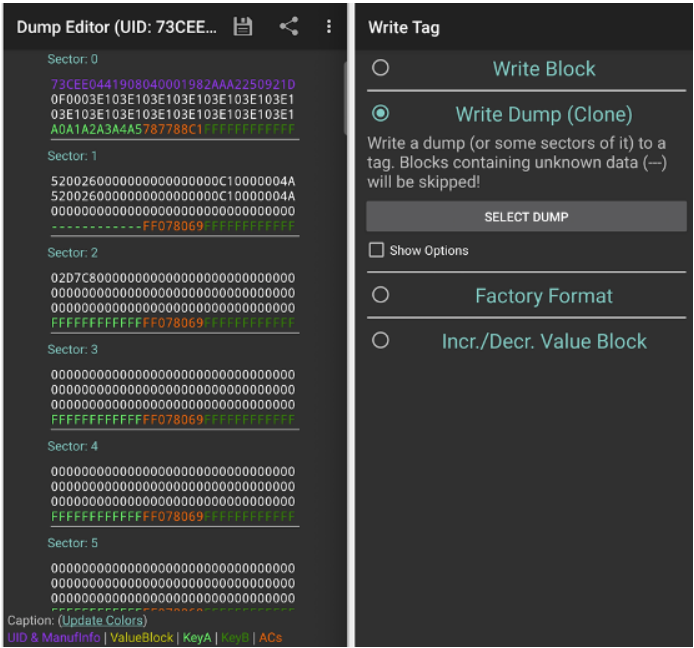 Dump Editor (UID: 73CEE...
Sector: 0
73CEE0441908040001982AAA2250921D
0F0003E103E103E103E103E103E103E1
03E103E103E103E103E103E103E103E1
A0A1A2A3A4A5787788C1FFFFFFFFFFFF
Sector: 1
5200260000000000000000C10000004A
5200260000000000000000C10000004A
00000000000000000000000000000000
------------FF078069FFFFFFFFFFFF
Sector: 2
02D7C800000000000000000000000000
00000000000000000000000000000000
00000000000000000000000000000000
FFFFFFFFFFFFFF078069FFFFFFFFFFFF
Sector: 3
00000000000000000000000000000000
00000000000000000000000000000000
00000000000000000000000000000000
FFFFFFFFFFFFFF078069FFFFFFFFFFFF
Sector: 4
00000000000000000000000000000000
00000000000000000000000000000000
00000000000000000000000000000000
FFFFFFFFFFFFFF078069FFFFFFFFFFFF
Sector: 5
00000000000000000000000000000000
00000000000000000000000000000000
00000000000000000000000000000000
Caption: (Update Colors)
UID & ManufInfo | ValueBlock | KeyA | KeyB | ACs
Write Tag
Write Block
Write Dump (Clone)
Write a dump (or some sectors of it) to a
tag. Blocks containing unknown data (---)
will be skipped!
SELECT DUMP
Show Options
Factory Format
Incr./Decr. Value Block